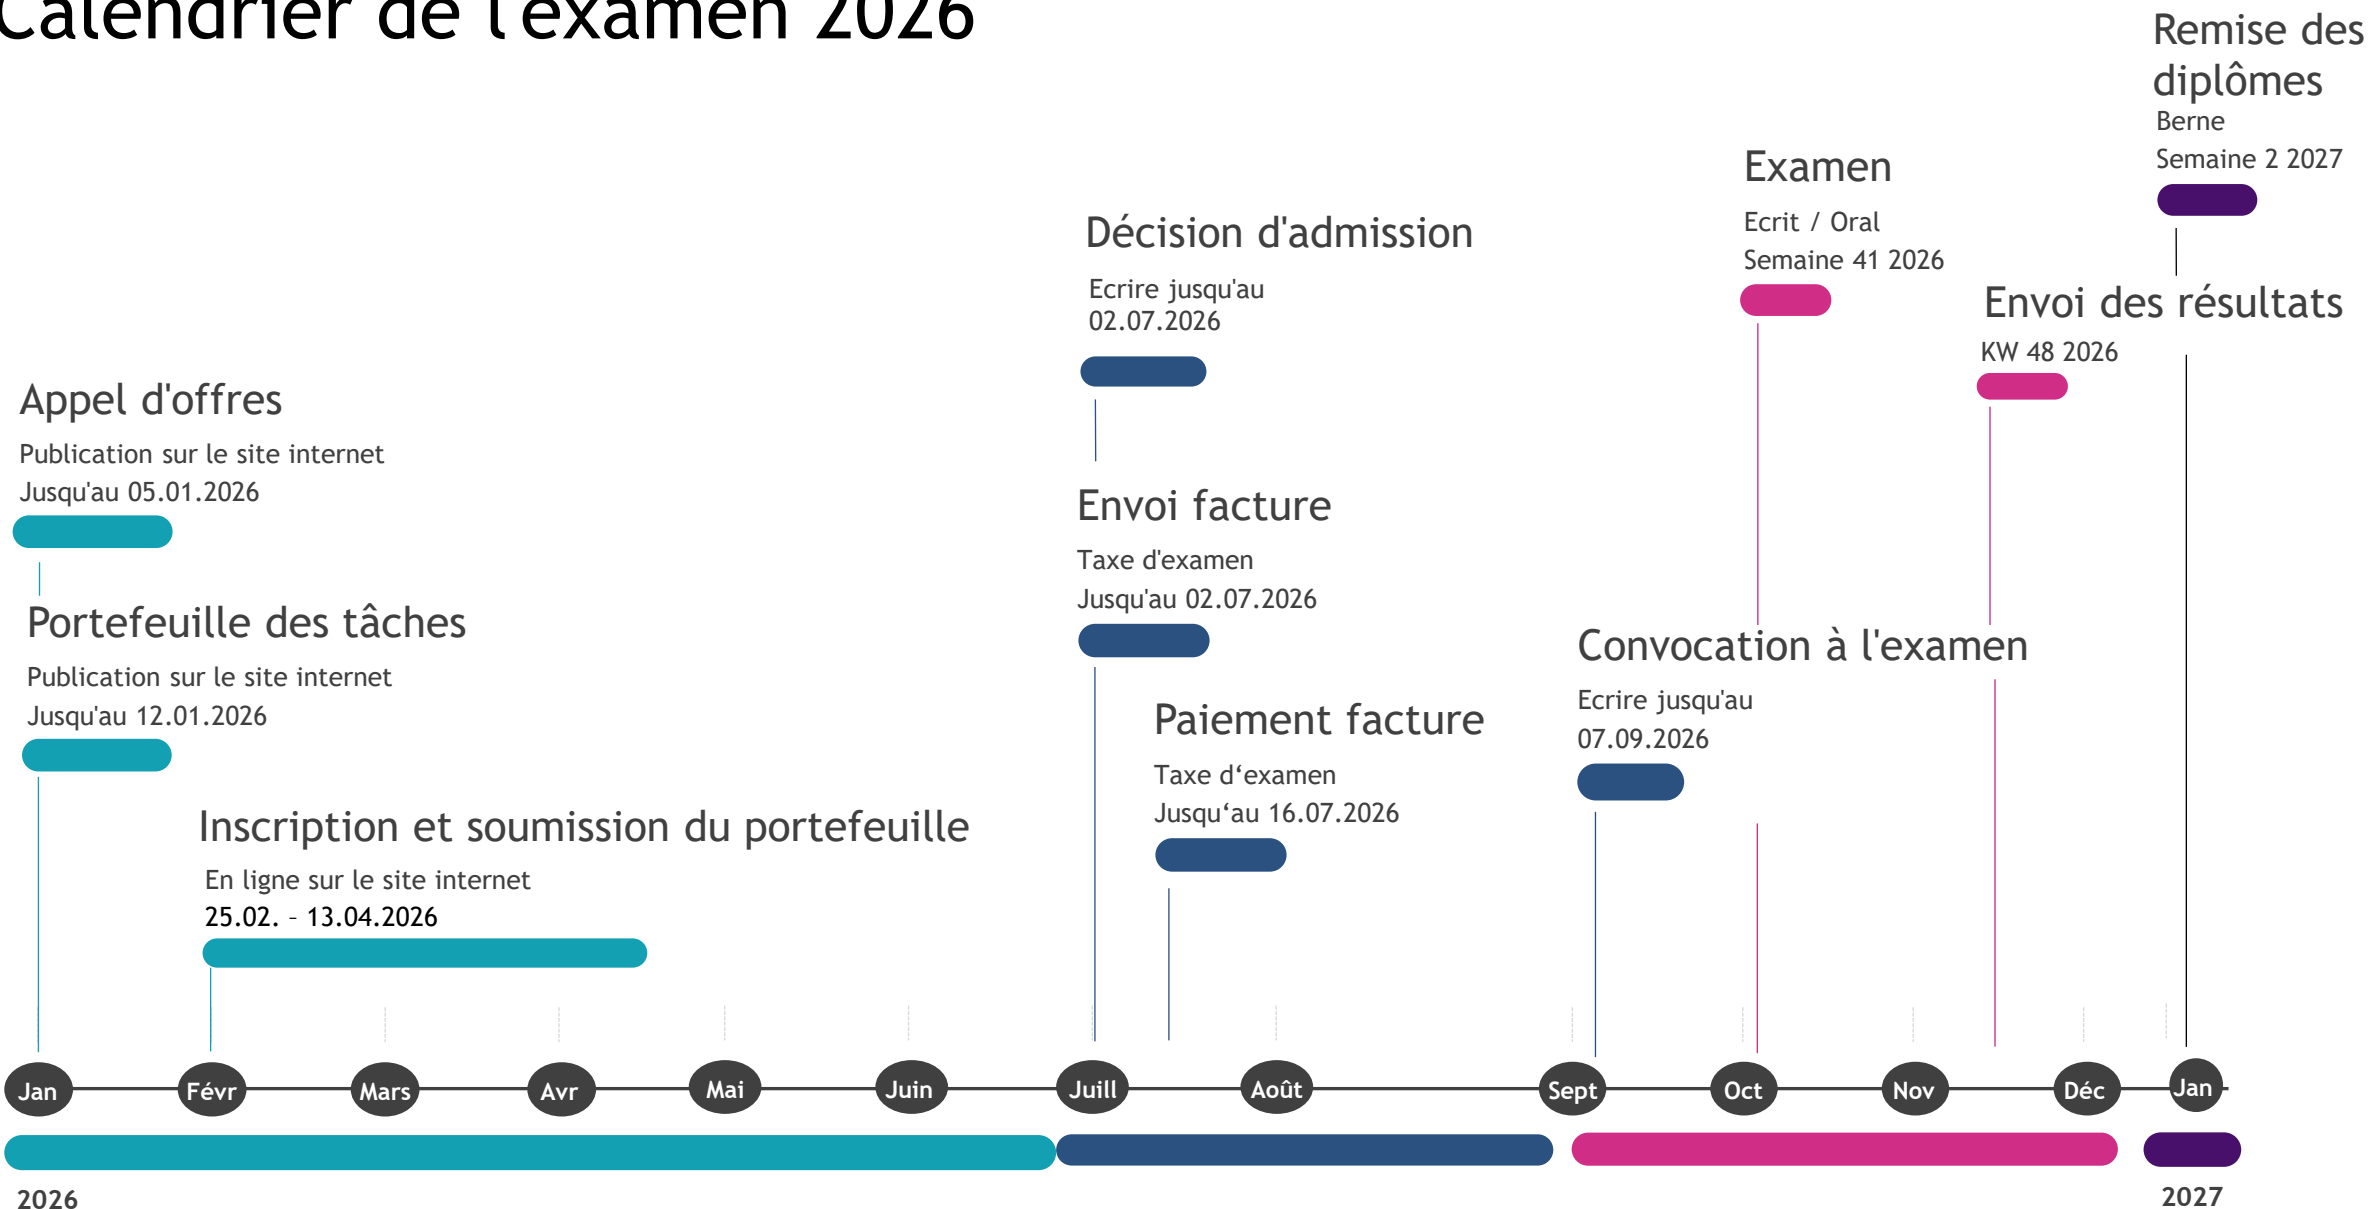 Calendrier de l'examen 2026
Remise des
diplômes
Berne
Semaine 2 2027
Examen
Ecrit / Oral
Semaine 41 2026
Décision d'admission
Ecrire jusqu'au
02.07.2026
Envoi des résultats
KW 48 2026
Appel d'offres
Publication sur le site internet
Jusqu'au 05.01.2026
Envoi facture
Taxe d'examen
Jusqu'au 02.07.2026
Portefeuille des tâches
Publication sur le site internet
Jusqu'au 12.01.2026
Convocation à l'examen
Ecrire jusqu'au
07.09.2026
Paiement facture
Taxe d‘examen
Jusqu‘au 16.07.2026
Inscription et soumission du portefeuille
En ligne sur le site internet
25.02. – 13.04.2026
Jan Févr Mars Avr Mai Juin Juill Août Sept Oct Nov Déc Jan
2026 2027